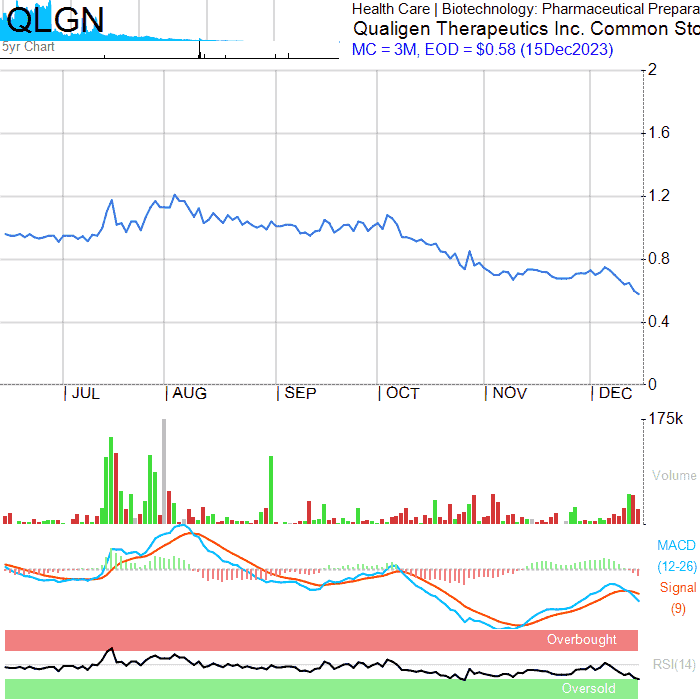 QLGN
5yr Chart
Health Care | Biotechnology: Pharmaceutical Prepara
Qualigen Therapeutics Inc. Common Sto
MC = 3M, EOD = $0.58 (15Dec2023)
2
1.6
1.2
0.8
0.4
0
JUL AUG SEP OCT NOV DEC
175k
Volume
MACD
(12-26)
Signal
(9)
Overbought
RSI(14)
Oversold